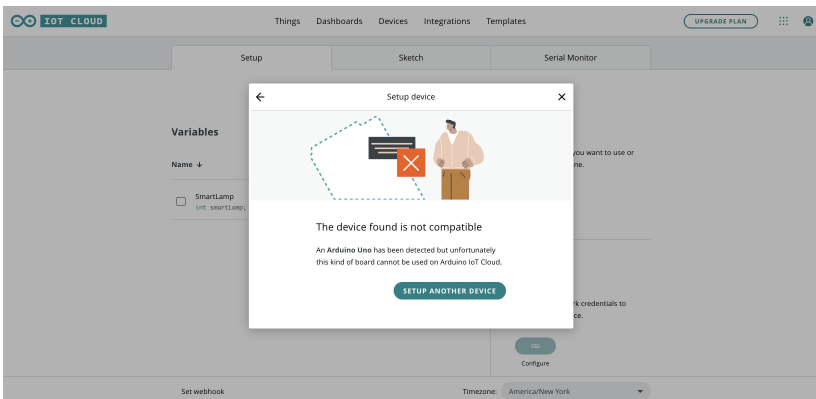 IOT CLOUD
Things Dashboards Devices Integrations Templates
UPGRADE PLAN
Setup Sketch Serial Monitor
Setup device
Variables
Name
SmartLamp
int smartLamp;
you want to use or
ne.
The device found is not compatible
An Arduino Uno has been detected but unfortunately
this kind of board cannot be used on Arduino IoT Cloud.
SETUP ANOTHER DEVICE
rk credentials to
ce.
Configure
Set webhook
Timezone: America/New York